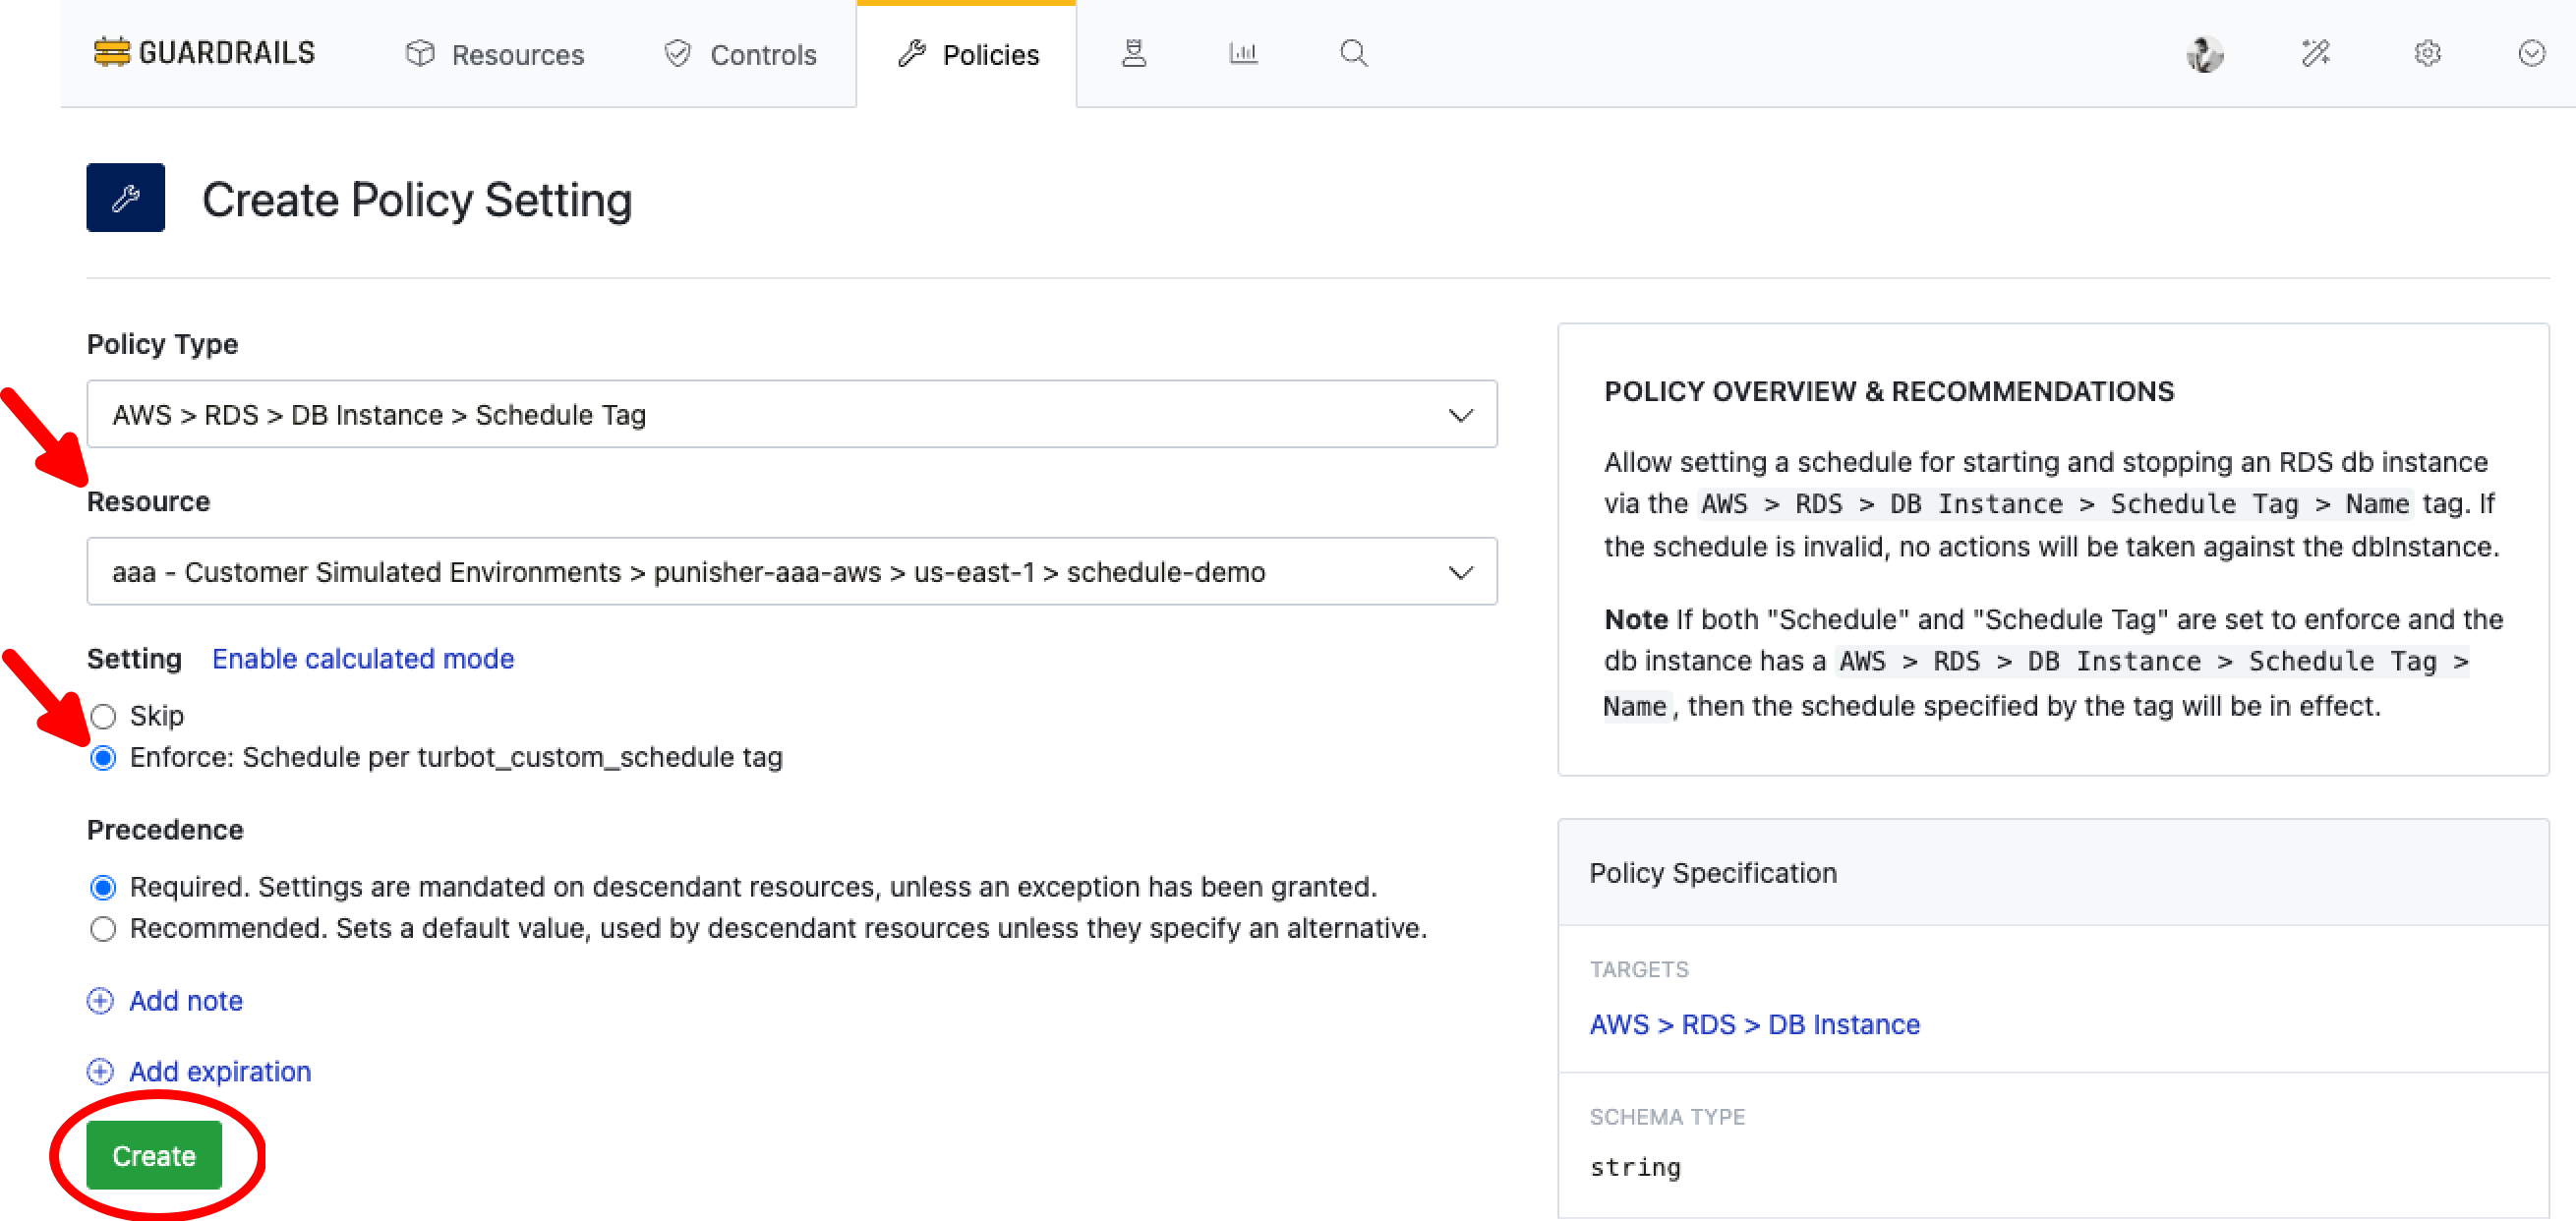 GUARDRAILS
Resources
Controls
Policies
Create Policy Setting
Policy Type
AWS > RDS > DB Instance > Schedule Tag
Resource
aaa - Customer Simulated Environments > punisher-aaa-aws > us-east-1 > schedule-demo
Setting Enable calculated mode
Skip
Enforce: Schedule per turbot_custom_schedule tag
Precedence
Required. Settings are mandated on descendant resources, unless an exception has been granted.
Recommended. Sets a default value, used by descendant resources unless they specify an alternative.
Add note
Add expiration
Create
POLICY OVERVIEW & RECOMMENDATIONS
Allow setting a schedule for starting and stopping an RDS db instance
via the AWS > RDS > DB Instance > Schedule Tag > Name tag. If
the schedule is invalid, no actions will be taken against the dbInstance.
Note If both "Schedule" and "Schedule Tag" are set to enforce and the
db instance has a AWS > RDS > DB Instance > Schedule Tag >
Name, then the schedule specified by the tag will be in effect.
Policy Specification
TARGETS
AWS > RDS > DB Instance
SCHEMA TYPE
string